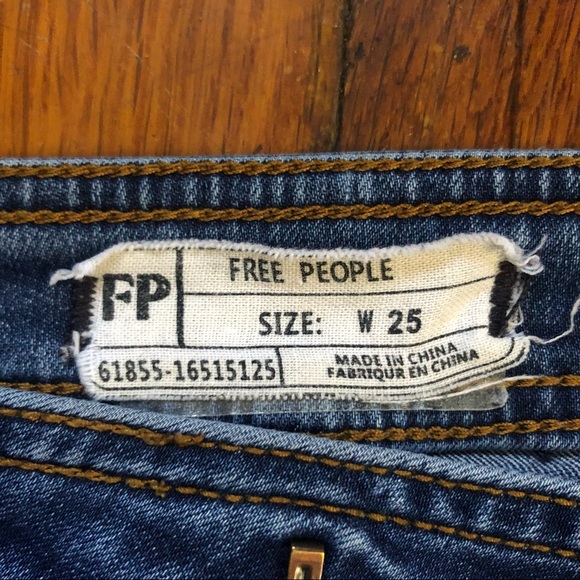 FP
FREE PEOPLE
SIZE: W 25
61855-16515125
MADE IN CHINA
FABRIQUR EN CHINA